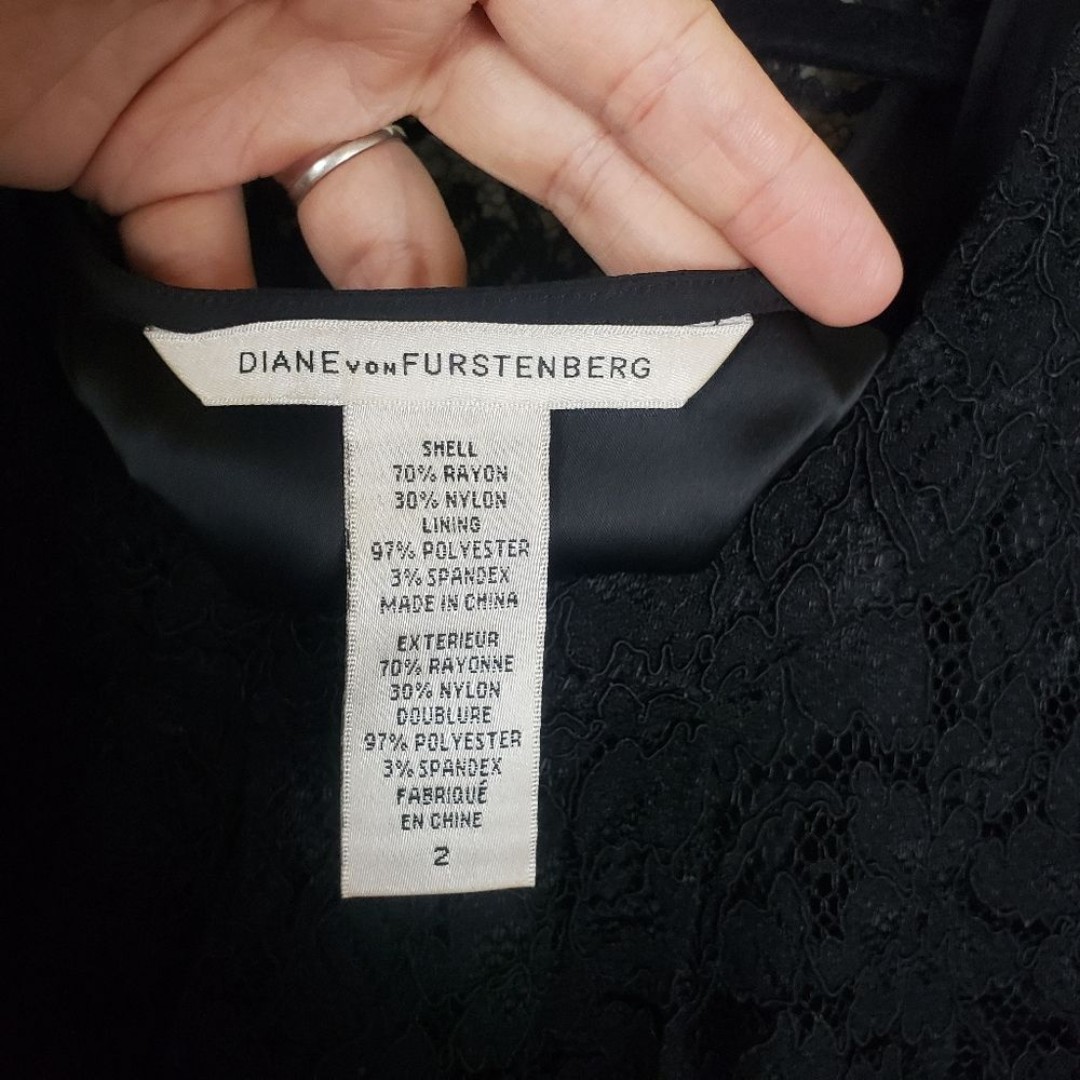 DIANE VON FURSTENBERG
SHELL
70% RAYON
30% NYLON
LINING
97% POLYESTER
3% SPANDEX
MADE IN CHINA
EXTERIEUR
70% RAYONNE
30% NYLON
DOUBLURE
97% POLYESTER
3% SPANDEX
FABRIQUÉ
EN CHINE
2